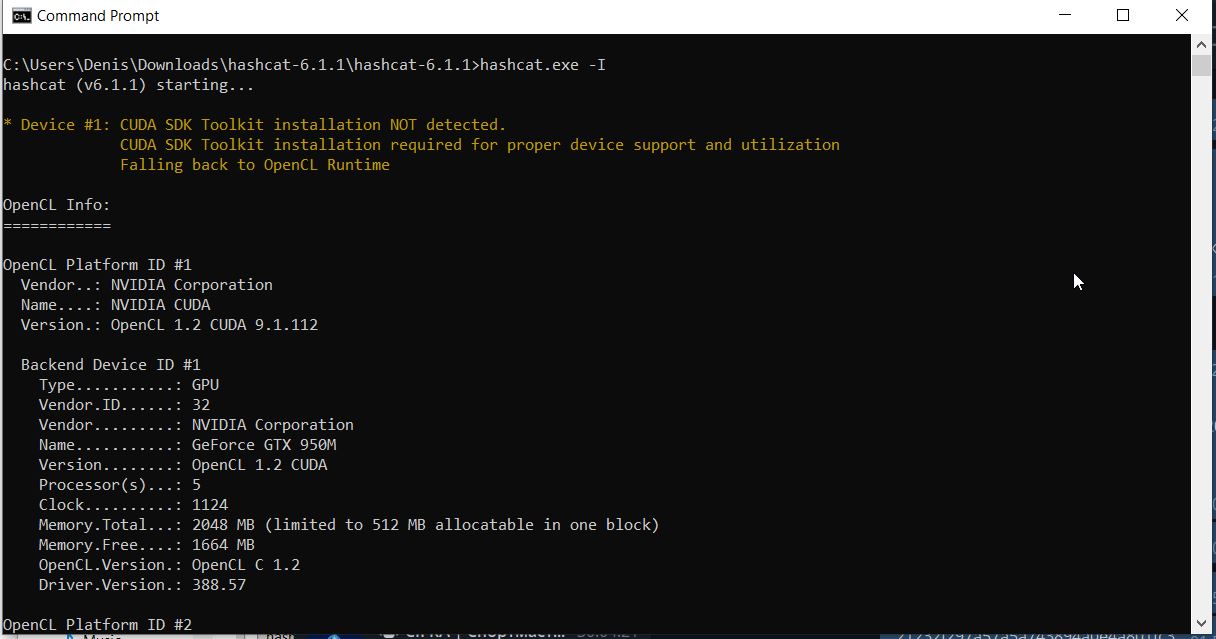 Command Prompt
C:\Users\Denis\Downloads\hashcat-6.1.1\hashcat-6.1.1>hashcat.exe -I
hashcat (v6.1.1) starting...
* Device #1: CUDA SDK Toolkit installation NOT detected.
CUDA SDK Toolkit installation required for proper device support and utilization
Falling back to OpenCL Runtime
OpenCL Info:
============
OpenCL Platform ID #1
Vendor..: NVIDIA Corporation
Name....: NVIDIA CUDA
Version.: OpenCL 1.2 CUDA 9.1.112
Backend Device ID #1
Type...........: GPU
Vendor.ID......: 32
Vendor.........: NVIDIA Corporation
Name...........: GeForce GTX 950M
Version........: OpenCL 1.2 CUDA
Processor(s)...: 5
Clock..........: 1124
Memory.Total...: 2048 MB (limited to 512 MB allocatable in one block)
Memory.Free....: 1664 MB
OpenCL.Version.: OpenCL C 1.2
Driver.Version.: 388.57
OpenCL Platform ID #2